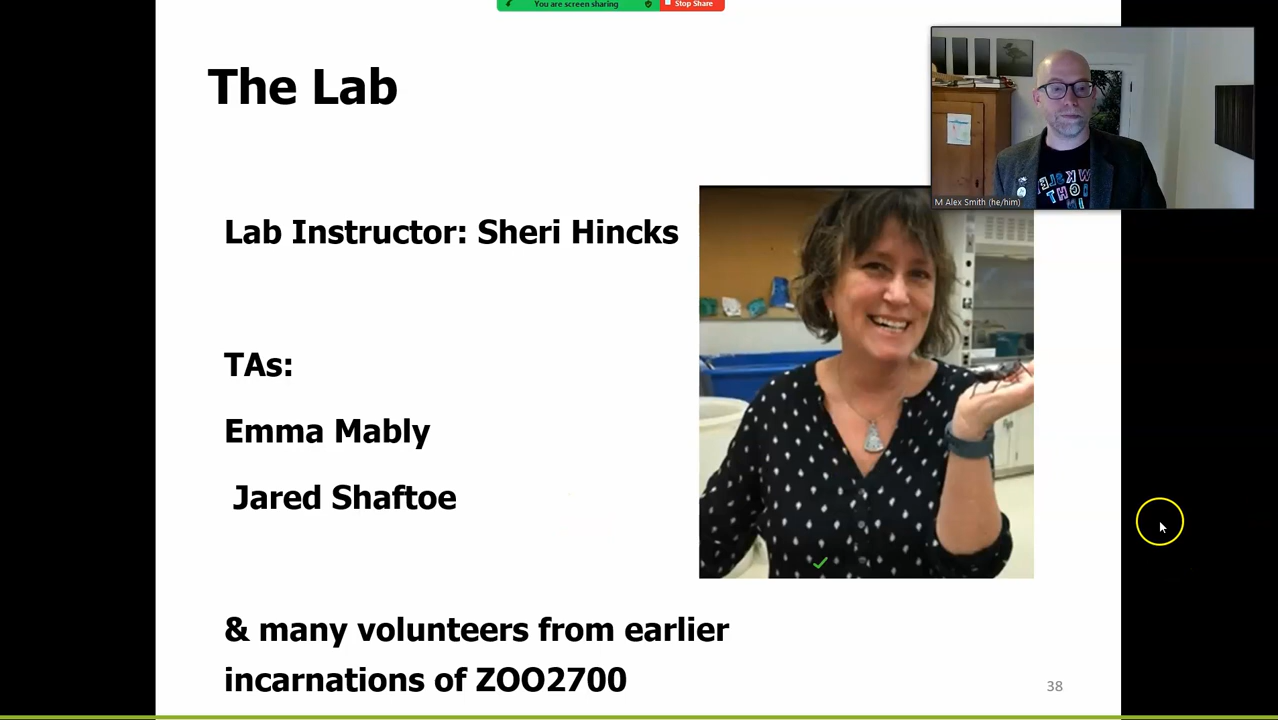 You are screen sharing
Stop Share
The Lab
M Alex Smith (he/him)
Lab Instructor: Sheri Hincks
TAs:
Emma Mably
Jared Shaftoe
& many volunteers from earlier
incarnations of ZOO2700
38